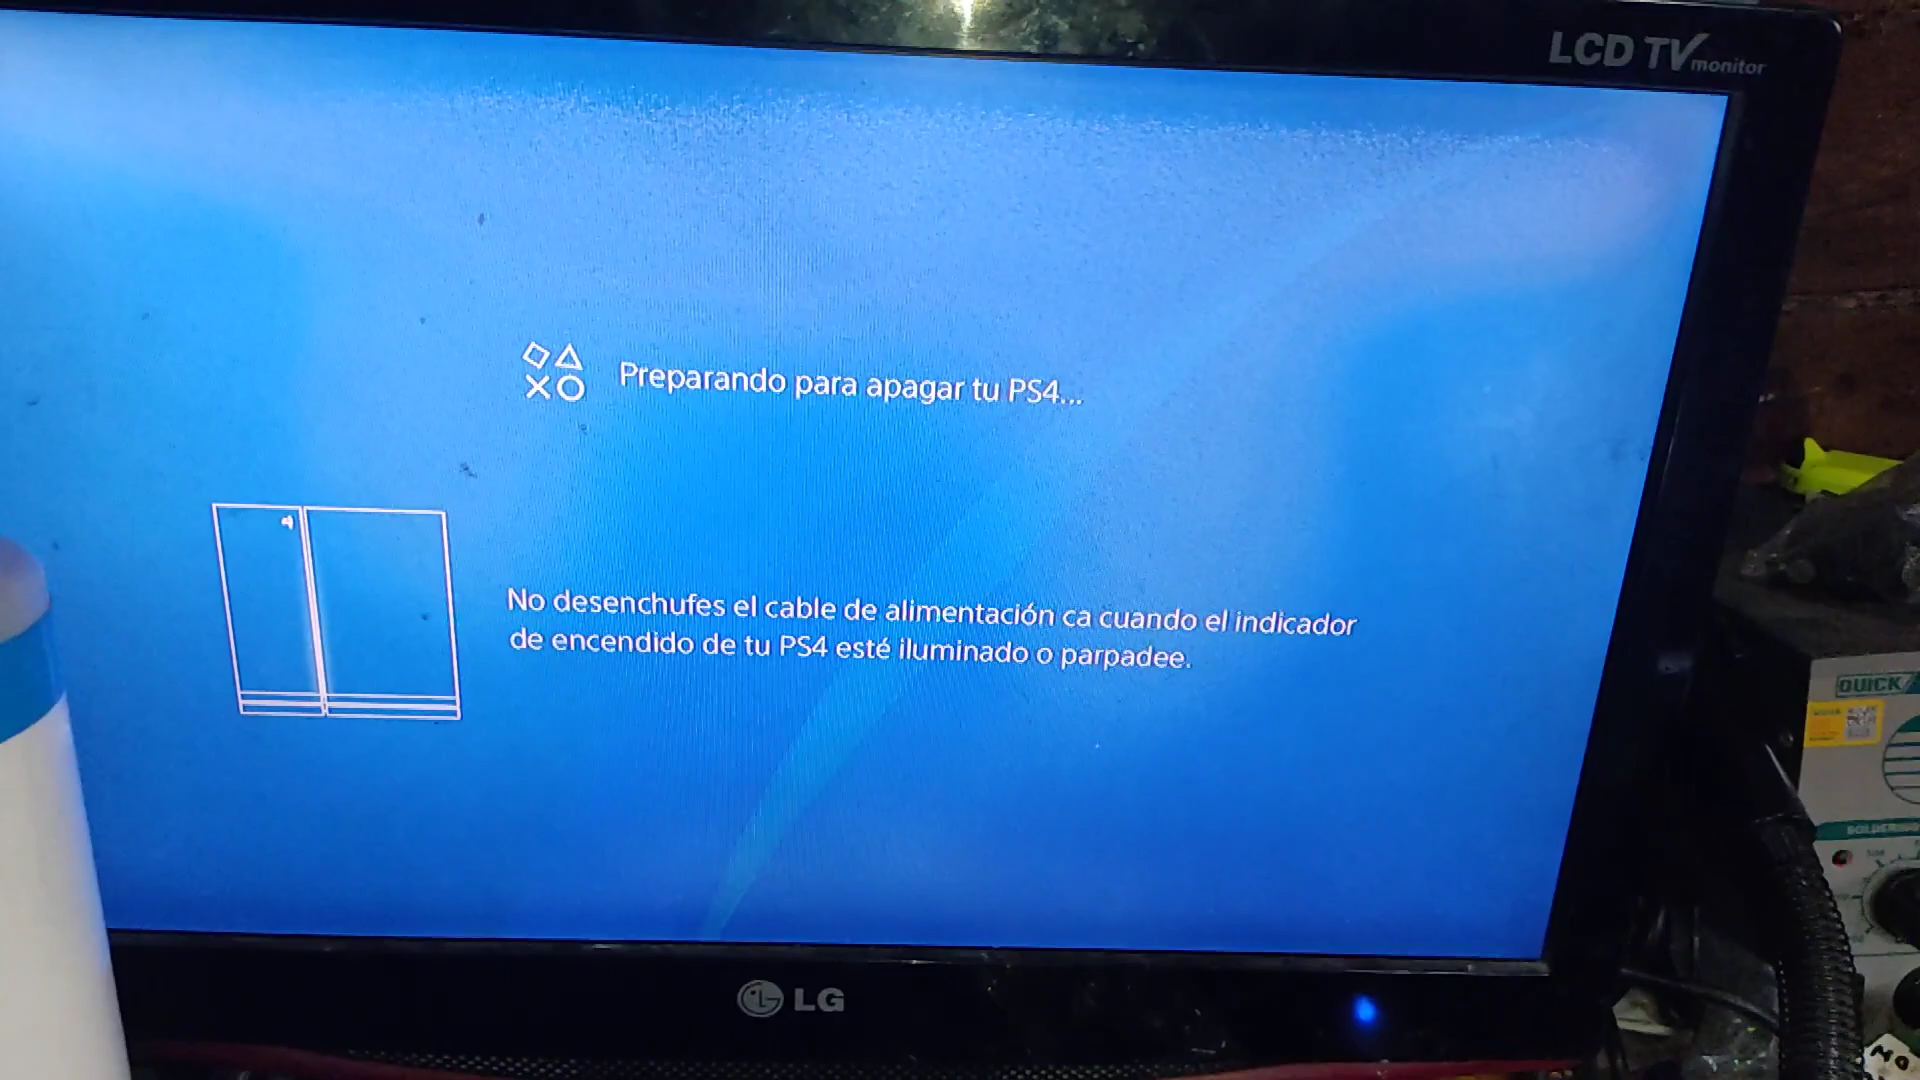 LCD TV monitor
Preparando para apagar tu PS4...
No desenchufes el cable de alimentación ca cuando el indicador
de encendido de tu PS4 esté iluminado o parpadee.
QUICK
LG